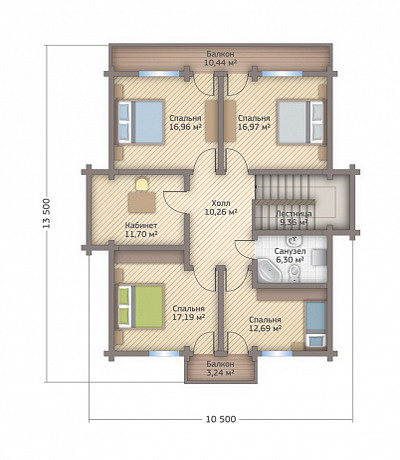 Балкон
10,44 м²
Спальня
16,96 м²
Спальня
16,97 м²
Холл
10,26 м²
Лестница
9,36 м²
Кабинет
11,70 м²
Санузел
6,30 м²
Спальня
17,19 м²
Спальня
12,69 м²
Балкон
3,24 м²
13 500
10 500